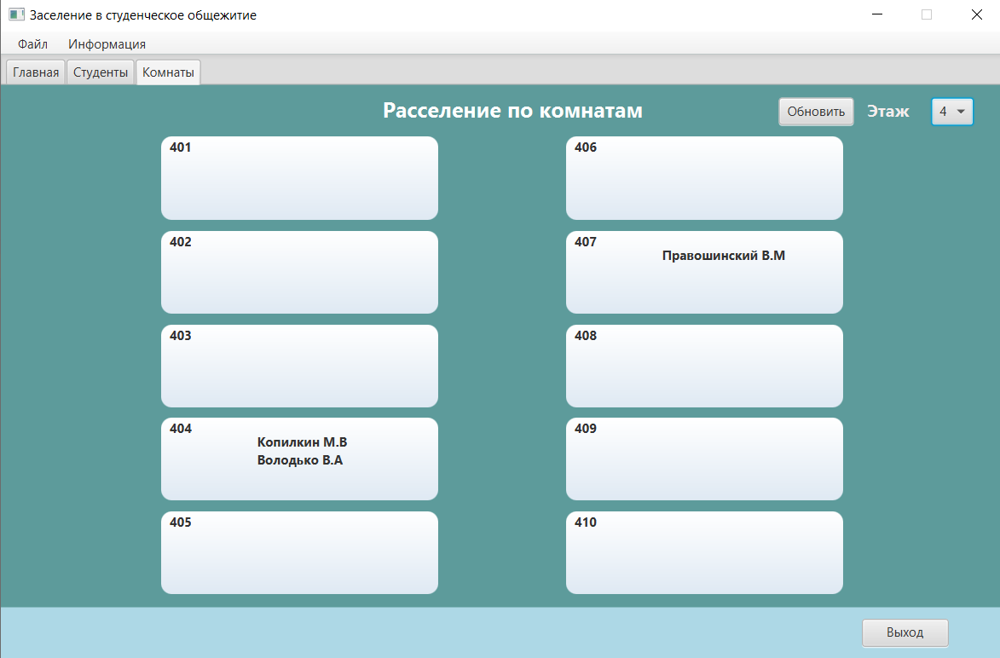 Заселение в студенческое общежитие
Файл Информация
Главная Студенты Комнаты
Расселение по комнатам Обновить Этаж 4
401
406
402
407
Правошинский В.М
403
408
404
Копилкин М.В
Володько В.А
409
405
410
Выход